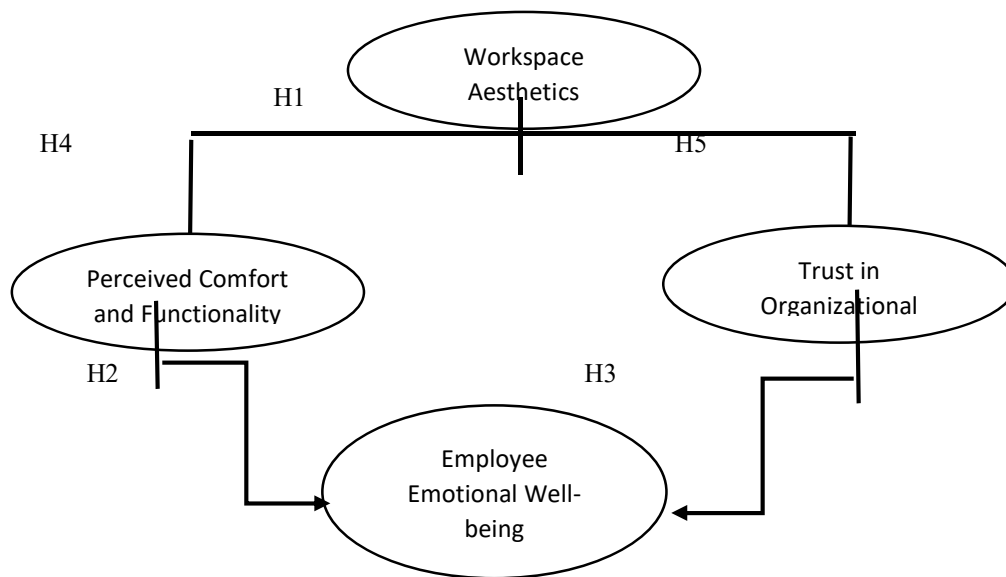 Workspace
Aesthetics
H1
H4
H5
Perceived Comfort
and Functionality
Trust in
Organizational
H2
H3
Employee
Emotional Well-
being